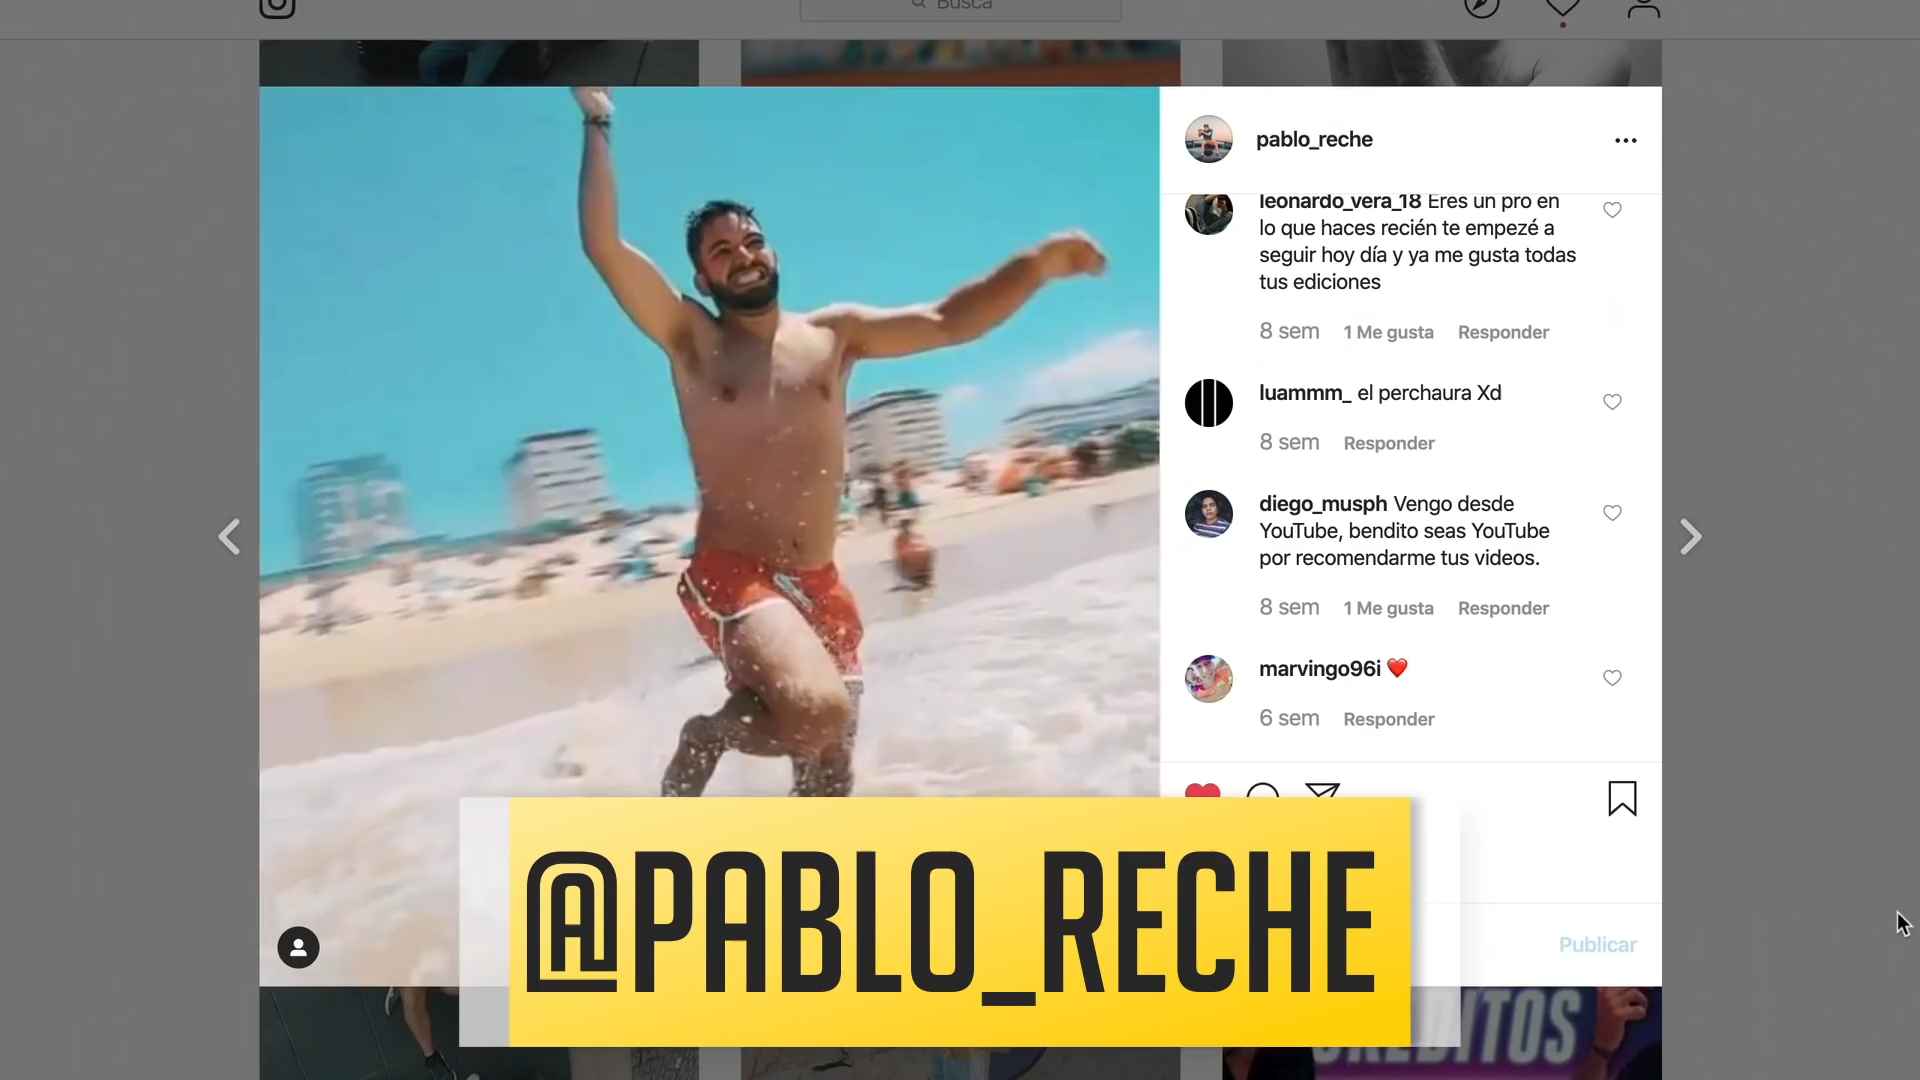 Busca
pablo_reche
leonardo_vera_18 Eres un pro en
lo que haces recién te empezé a
seguir hoy día y ya me gusta todas
tus ediciones
8 sem 1 Me gusta Responder
luammm_ el perchaura Xd
8 sem Responder
diego_musph Vengo desde
YouTube, bendito seas YouTube
por recomendarme tus videos.
8 sem 1 Me gusta Responder
marvingo96i ❤️
6 sem Responder
@PABLO_RECHE
Publicar